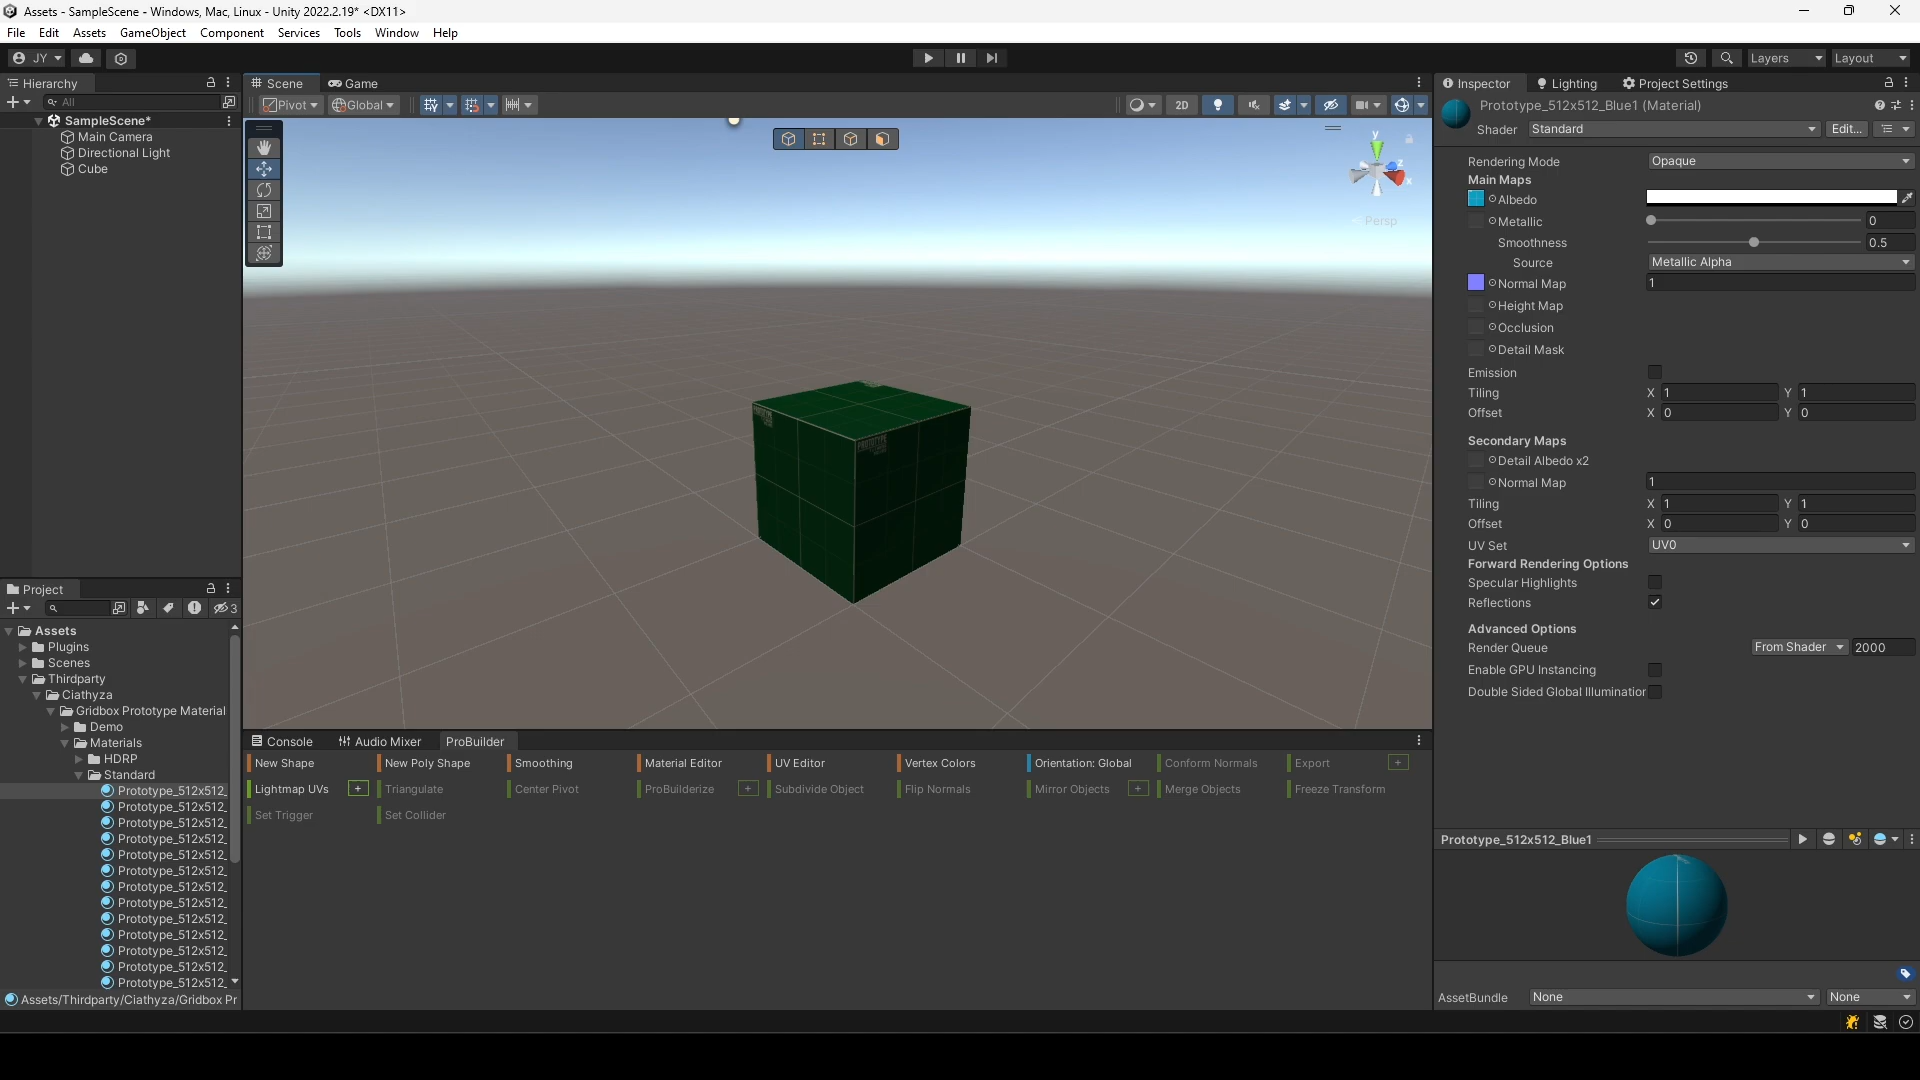 Assets - SampleScene - Windows, Mac, Linux - Unity 2022.2.19* <DX11>
File Edit Assets GameObject Component Services Tools Window Help
JY
Layers Layout
Hierarchy
All
SampleScene*
Main Camera
Directional Light
Cube
Scene Game
Pivot Global 2D
y
z
x
Persp
PROTOTYPE
Project
3
Assets
Plugins
Scenes
Thirdparty
Ciathyza
Gridbox Prototype Material
Demo
Materials
HDRP
Standard
Prototype_512x512_
Prototype_512x512_
Prototype_512x512_
Prototype_512x512_
Prototype_512x512_
Prototype_512x512_
Prototype_512x512_
Prototype_512x512_
Prototype_512x512_
Prototype_512x512_
Prototype_512x512_
Prototype_512x512_
Prototype_512x512_
Assets/Thirdparty/Ciathyza/Gridbox Pr
Console Audio Mixer ProBuilder
New Shape New Poly Shape Smoothing Material Editor UV Editor Vertex Colors Orientation: Global Conform Normals Export +
Lightmap UVs + Triangulate Center Pivot ProBuilderize + Subdivide Object Flip Normals Mirror Objects + Merge Objects Freeze Transform
Set Trigger Set Collider
Inspector Lighting Project Settings
Prototype_512x512_Blue1 (Material)
Shader Standard Edit...
Rendering Mode Opaque
Main Maps
Albedo
Metallic 0
Smoothness 0.5
Source Metallic Alpha
Normal Map 1
Height Map
Occlusion
Detail Mask
Emission
Tiling X 1 Y 1
Offset X 0 Y 0
Secondary Maps
Detail Albedo x2
Normal Map 1
Tiling X 1 Y 1
Offset X 0 Y 0
UV Set UV0
Forward Rendering Options
Specular Highlights
Reflections
Advanced Options
Render Queue From Shader 2000
Enable GPU Instancing
Double Sided Global Illumination
Prototype_512x512_Blue1
AssetBundle None None